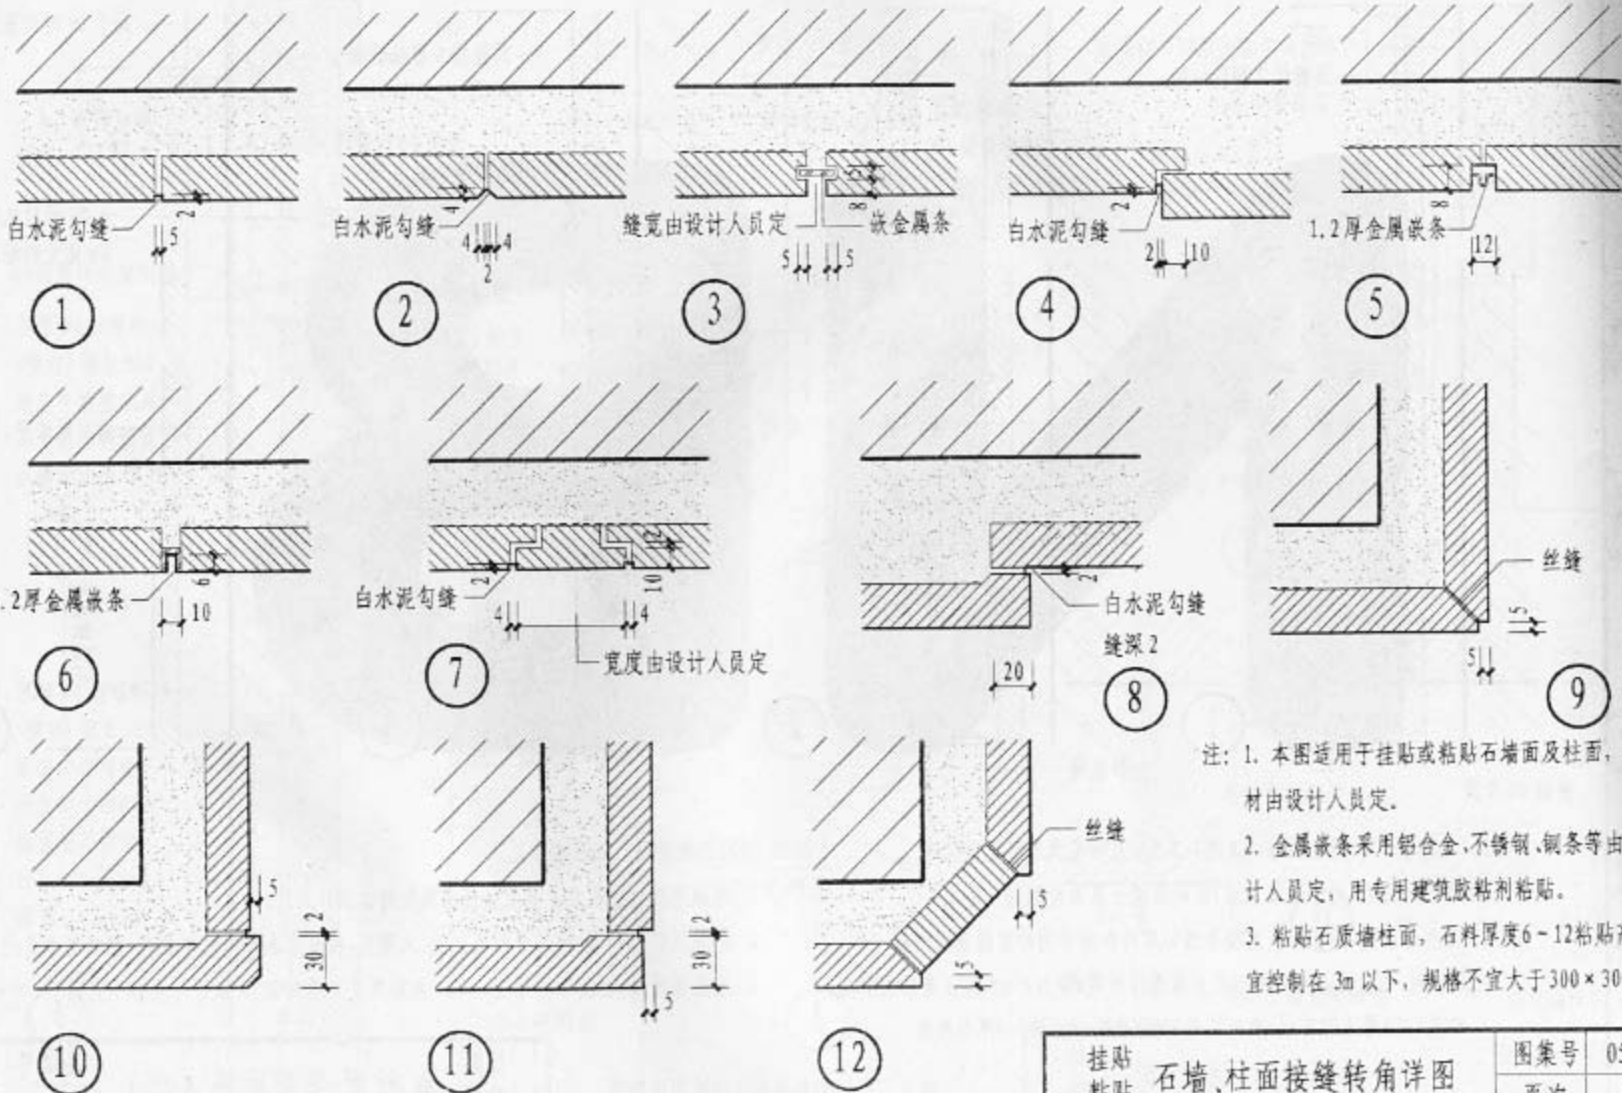 白水泥勾缝
2
5
①
白水泥勾缝
4
4
4
2
②
缝宽由设计人员定
嵌金属条
8
5
5
③
白水泥勾缝
2
2
10
④
1.2厚金属嵌条
8
12
⑤
.2厚金属嵌条
6
10
⑥
白水泥勾缝
2
12
10
4
4
宽度由设计人员定
⑦
2
白水泥勾缝
缝深2
20
⑧
丝缝
5
5
⑨
5
2
30
⑩
2
30
5
⑪
丝缝
5
5
⑫
注: 1. 本图适用于挂贴或粘贴石墙面及柱面,
材由设计人员定。
2. 金属嵌条采用铝合金、不锈钢、铜条等由
计人员定, 用专用建筑胶粘剂粘贴。
3. 粘贴石质墙柱面, 石料厚度6~12粘贴高
宜控制在 3m 以下, 规格不宜大于300×30
挂贴
粘贴
石墙、柱面接缝转角详图
图集号 05
页次